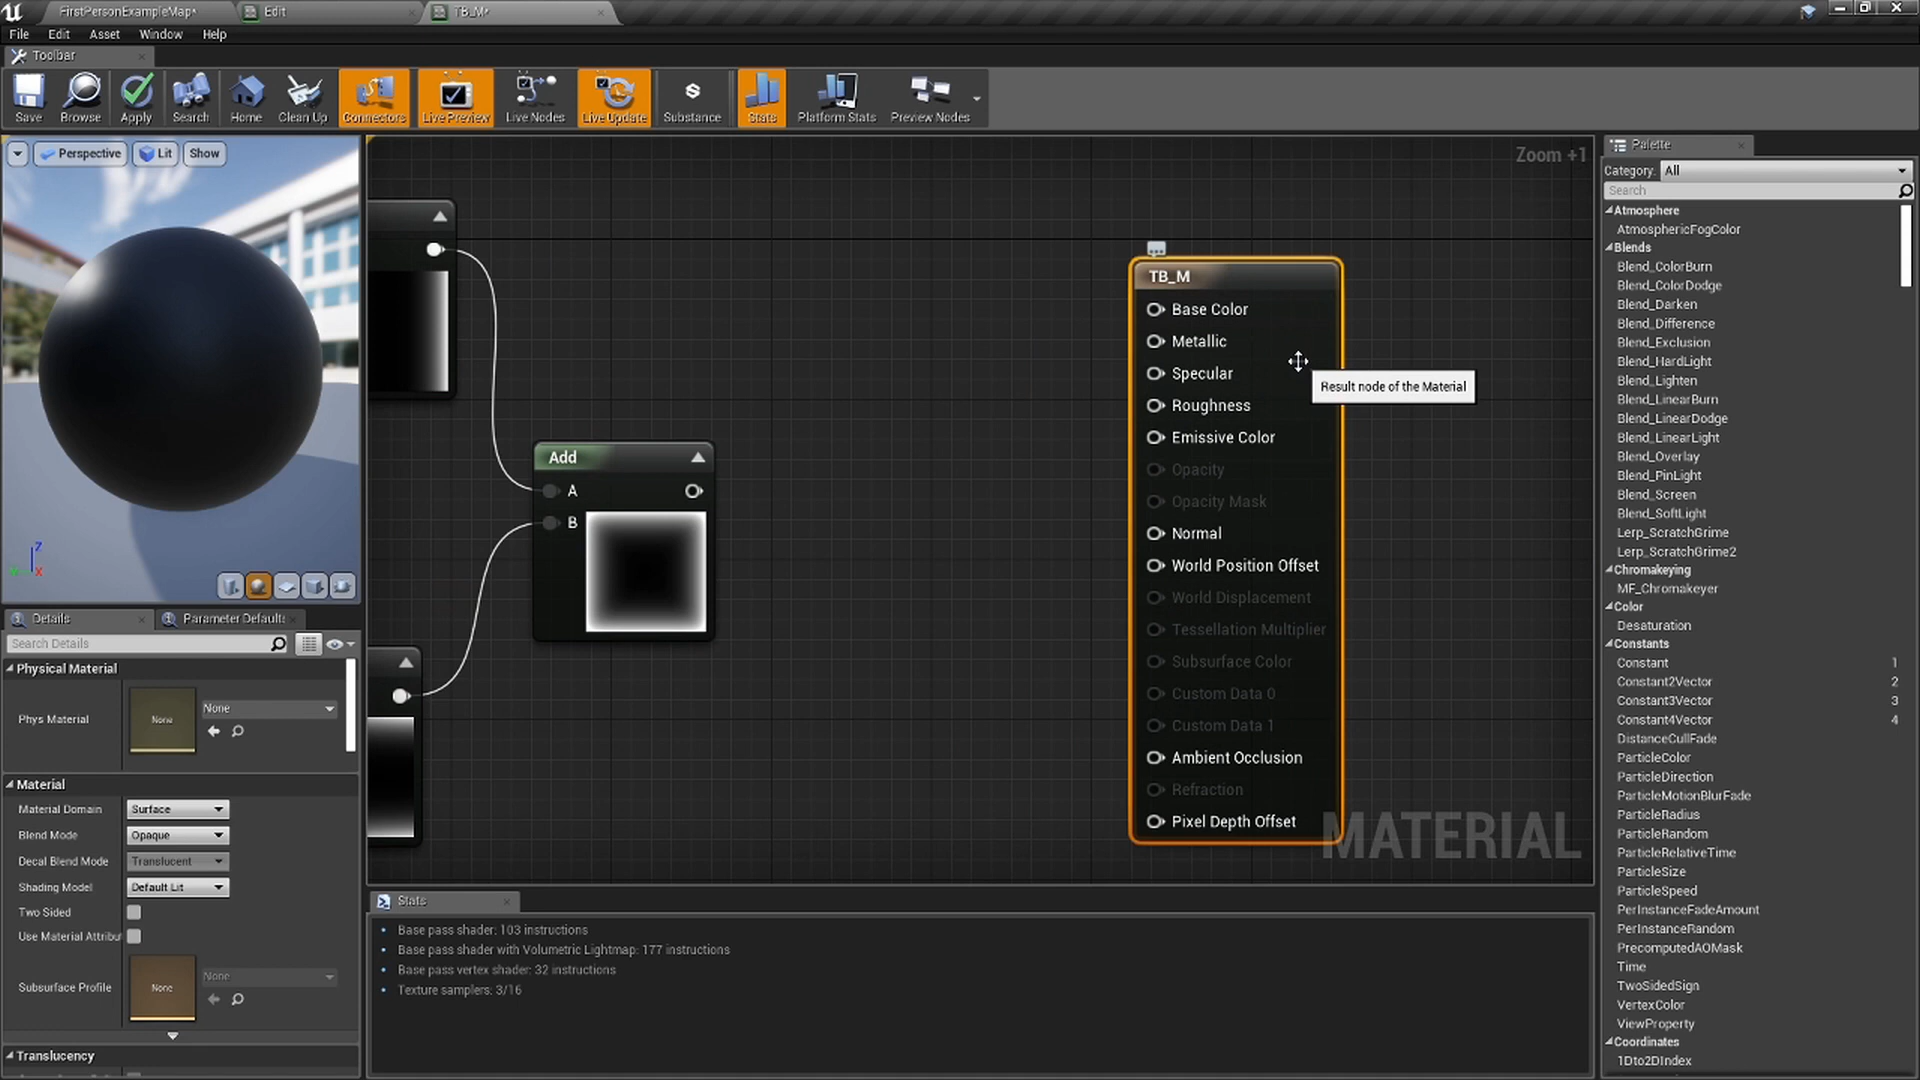 FirstPersonExampleMap*
Edit
TB_M*
File Edit Asset Window Help
Toolbar
Save Browse Apply Search Home Clean Up Connectors Live Preview Live Nodes Live Update Substance Stats Platform Stats Preview Nodes
Perspective Lit Show
Zoom +1
Palette
Category: All
Search
Atmosphere
AtmosphericFogColor
Blends
Blend_ColorBurn
Blend_ColorDodge
Blend_Darken
Blend_Difference
Blend_Exclusion
Blend_HardLight
Blend_Lighten
Blend_LinearBurn
Blend_LinearDodge
Blend_LinearLight
Blend_Overlay
Blend_PinLight
Blend_Screen
Blend_SoftLight
Lerp_ScratchGrime
Lerp_ScratchGrime2
Chromakeying
MF_Chromakeyer
Color
Desaturation
Constants
Constant 1
Constant2Vector 2
Constant3Vector 3
Constant4Vector 4
DistanceCullFade
ParticleColor
ParticleDirection
ParticleMotionBlurFade
ParticleRadius
ParticleRandom
ParticleRelativeTime
ParticleSize
ParticleSpeed
PerInstanceFadeAmount
PerInstanceRandom
PrecomputedAOMask
Time
TwoSidedSign
VertexColor
ViewProperty
Coordinates
1Dto2DIndex
Add
A
B
TB_M
Base Color
Metallic
Specular
Roughness
Emissive Color
Opacity
Opacity Mask
Normal
World Position Offset
World Displacement
Tessellation Multiplier
Subsurface Color
Custom Data 0
Custom Data 1
Ambient Occlusion
Refraction
Pixel Depth Offset
Result node of the Material
MATERIAL
Z
X
Details
Parameter Default
Search Details
Physical Material
Phys Material None None
Material
Material Domain Surface
Blend Mode Opaque
Decal Blend Mode Translucent
Shading Model Default Lit
Two Sided
Use Material Attribut
Subsurface Profile None None
Translucency
Stats
Base pass shader: 103 instructions
Base pass shader with Volumetric Lightmap: 177 instructions
Base pass vertex shader: 32 instructions
Texture samplers: 3/16